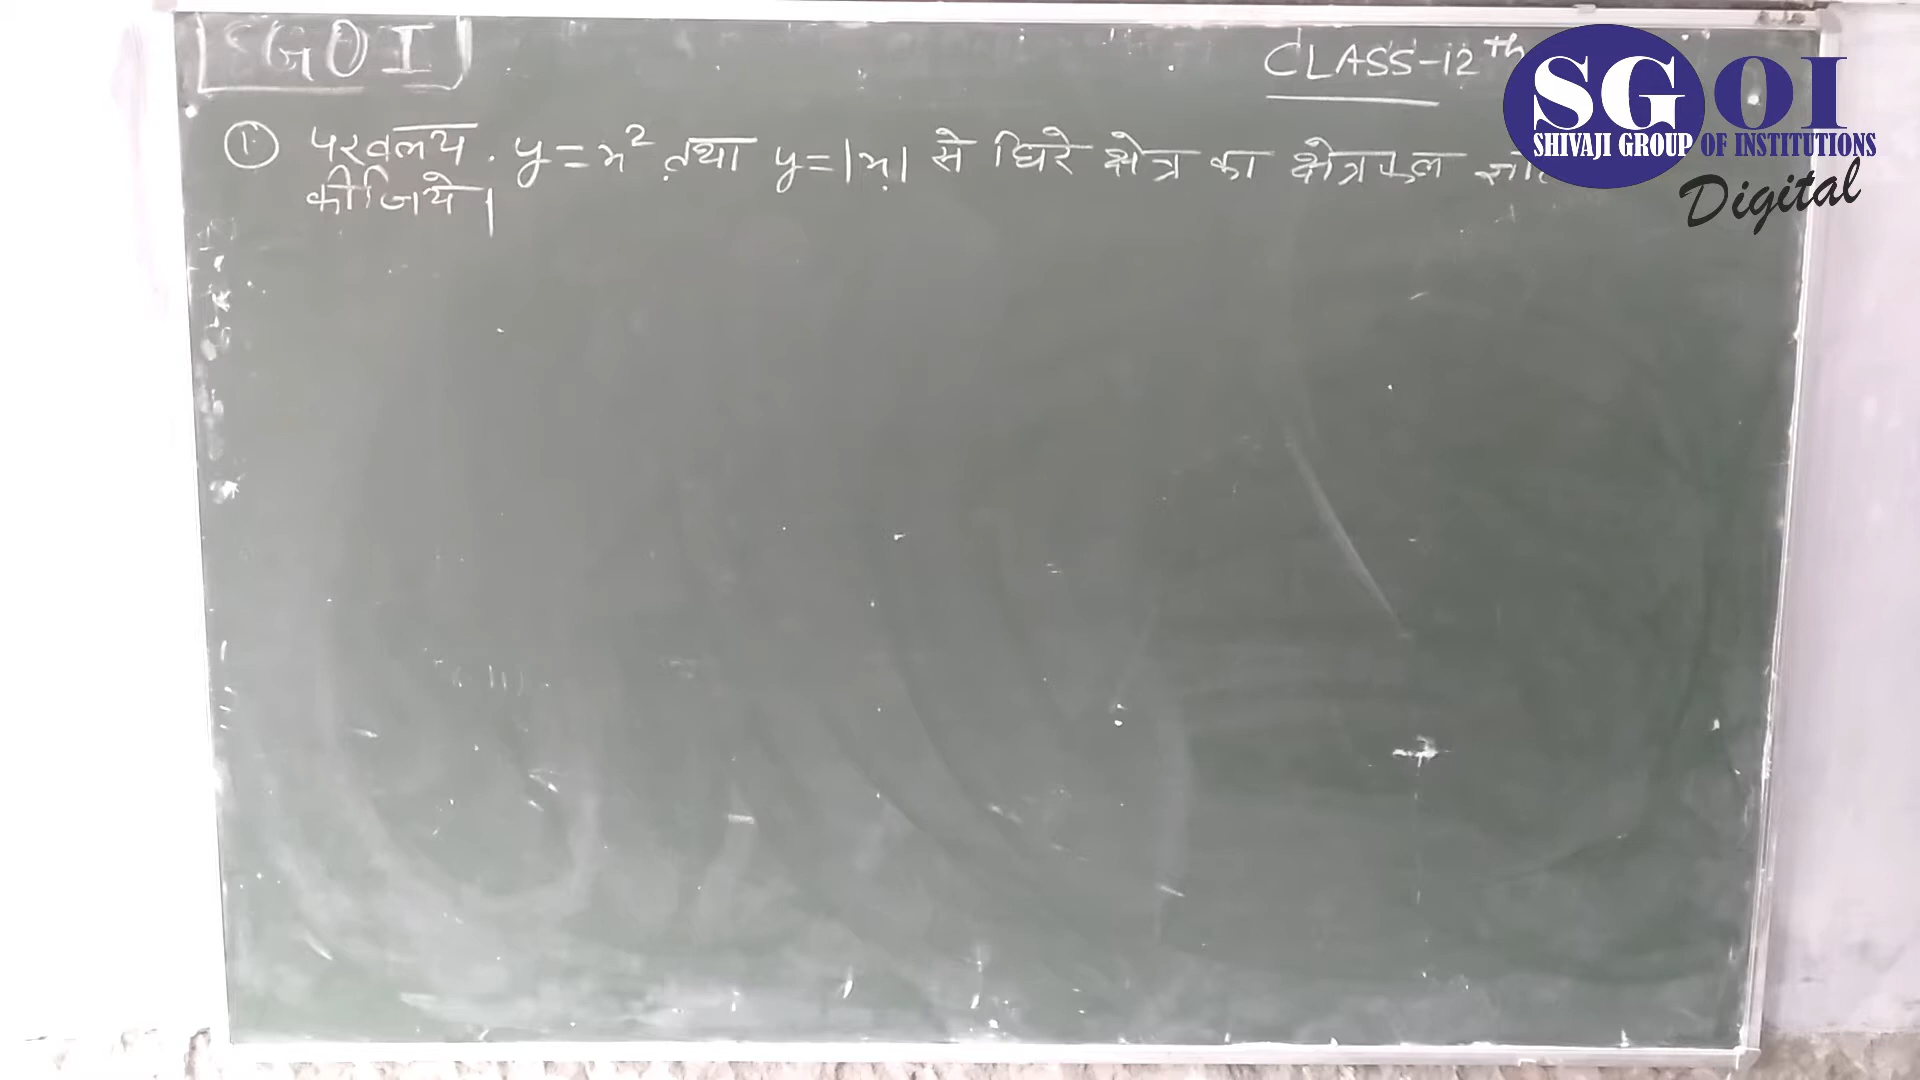 SGOI
CLASS-12th
SGOI
SHIVAJI GROUP OF INSTITUTIONS
Digital
① परवलय. y=x² तथा y=|x| से घिरे क्षेत्र का क्षेत्रफल
कीजिये।